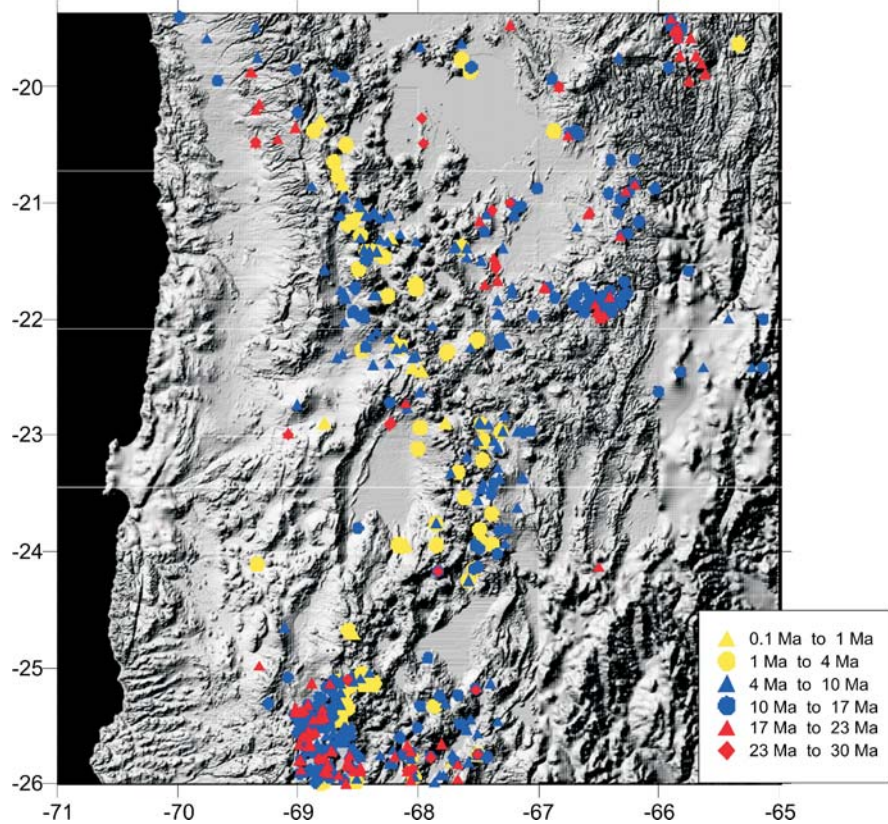 -20
-21
-22
-23
-24
-25
-26
0.1 Ma to 1 Ma
1 Ma to 4 Ma
4 Ma to 10 Ma
10 Ma to 17 Ma
17 Ma to 23 Ma
23 Ma to 30 Ma
-71 -70 -69 -68 -67 -66 -65